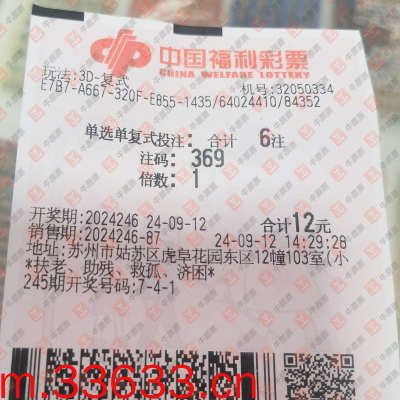 中国福利彩票
CHINA WELFARE LOTTERY
玩法:3D-复式
机号:32050334
E7B7-A667-320F-E855-1435/64024410/84352
单选单复式投注: 合计 6注
注码: 369
倍数: 1
开奖期:2024246 24-09-12 合计12元
销售期:2024246-87 24-09-12 14:29:28
地址:苏州市姑苏区虎阜花园东区12幢103室(小
*扶老、助残、救孤、济困*
245期开奖号码:7-4-1
m.33633.cn